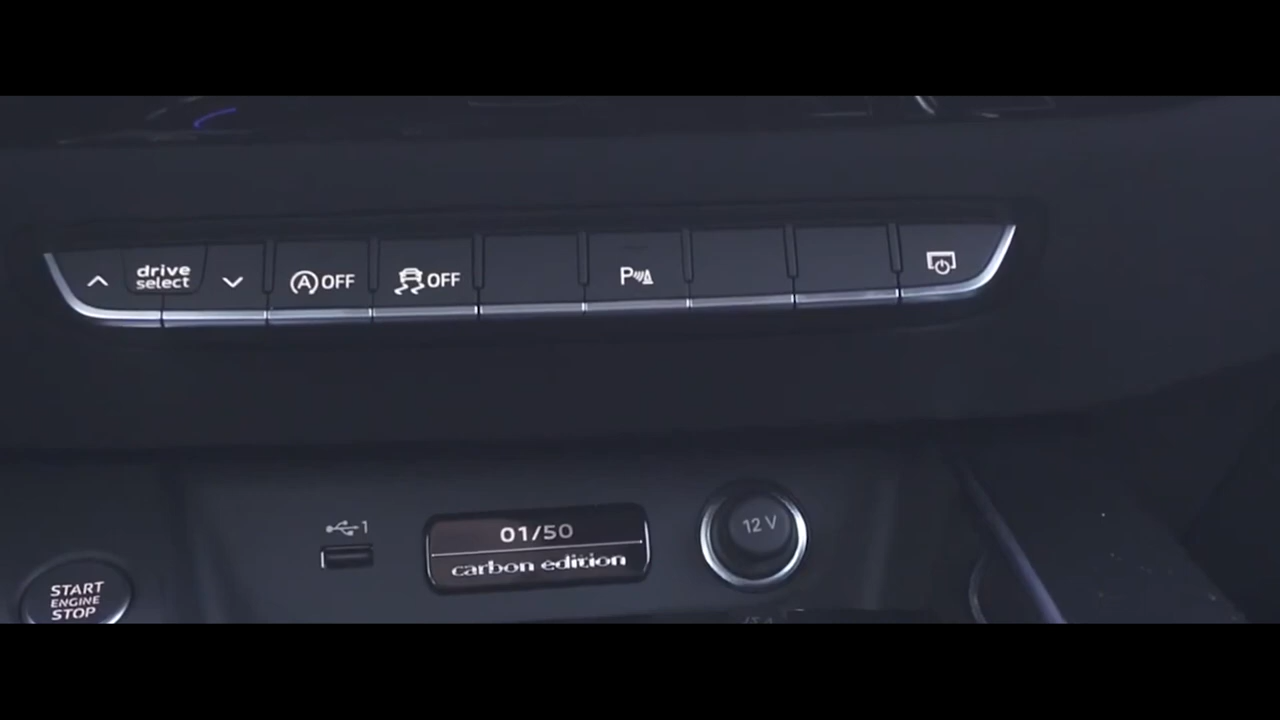 drive
select
A OFF
OFF
P
1
01/50
carbon edition
12 V
START
ENGINE
STOP